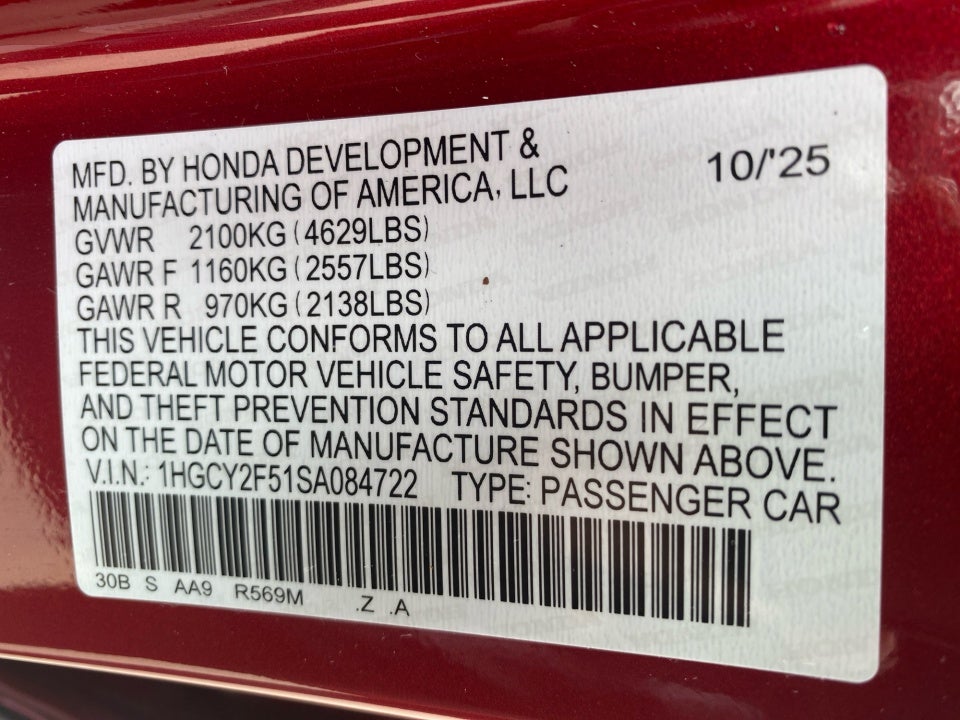 MFD. BY HONDA DEVELOPMENT &
MANUFACTURING OF AMERICA, LLC
10/'25
GVWR 2100KG (4629LBS)
GAWR F 1160KG (2557LBS)
GAWR R 970KG (2138LBS)
THIS VEHICLE CONFORMS TO ALL APPLICABLE
FEDERAL MOTOR VEHICLE SAFETY, BUMPER,
AND THEFT PREVENTION STANDARDS IN EFFECT
ON THE DATE OF MANUFACTURE SHOWN ABOVE.
V.I.N.: 1HGCY2F51SA084722 TYPE: PASSENGER CAR
30B S AA9 R569M .Z .A